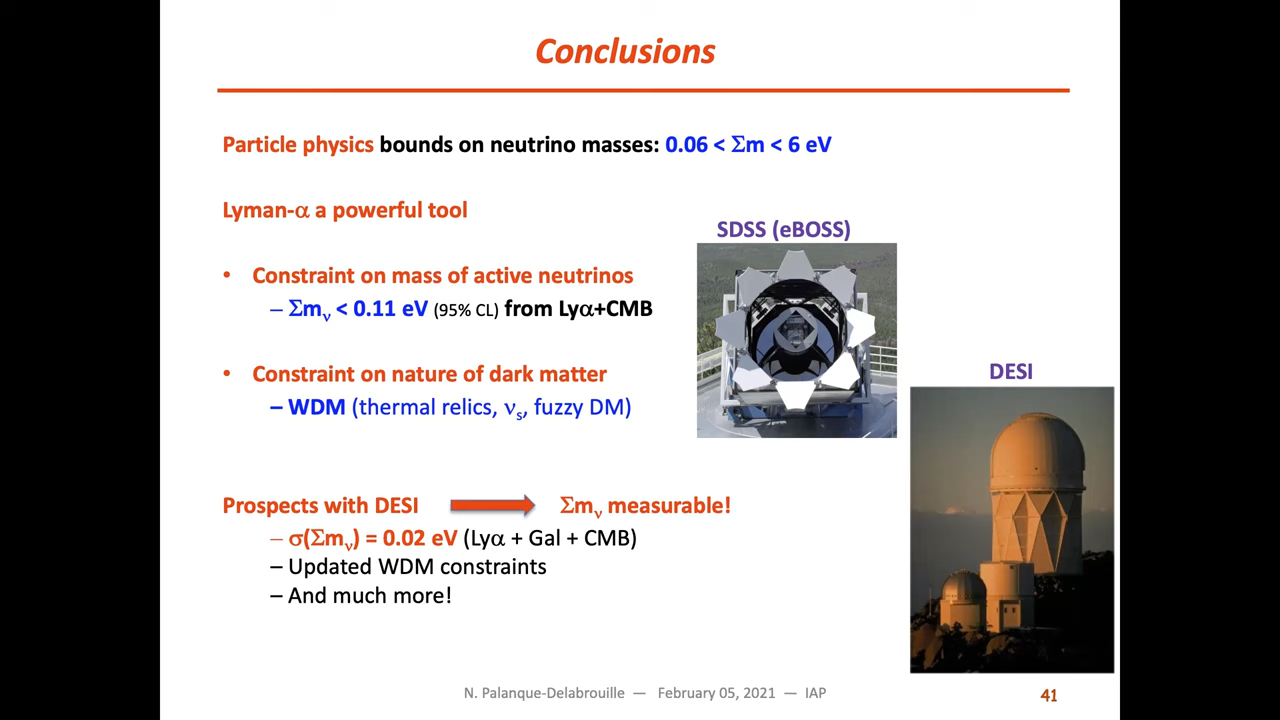 Conclusions
Particle physics bounds on neutrino masses: 0.06 < Σm < 6 eV
Lyman-α a powerful tool
SDSS (eBOSS)
• Constraint on mass of active neutrinos
– Σmν < 0.11 eV (95% CL) from Lyα+CMB
DESI
• Constraint on nature of dark matter
– WDM (thermal relics, νs, fuzzy DM)
Prospects with DESI Σmν measurable!
– σ(Σmν) = 0.02 eV (Lyα + Gal + CMB)
– Updated WDM constraints
– And much more!
N. Palanque-Delabrouille — February 05, 2021 — IAP
41